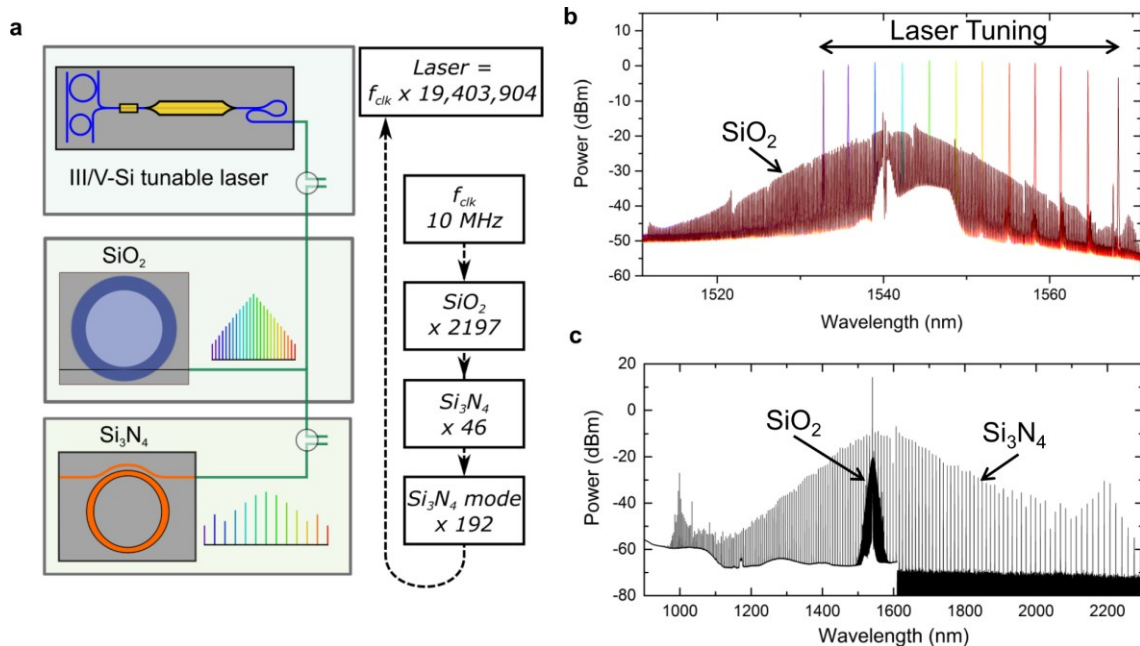 a
III/V-Si tunable laser
SiO₂
Si₃N₄
Laser =
f_clk x 19,403,904
f_clk
10 MHz
SiO₂
x 2197
Si₃N₄
x 46
Si₃N₄ mode
x 192
b
Laser Tuning
SiO₂
Power (dBm)
10
0
-10
-20
-30
-40
-50
-60
1520
1540
1560
Wavelength (nm)
c
SiO₂
Si₃N₄
Power (dBm)
20
0
-20
-40
-60
-80
1000
1200
1400
1600
1800
2000
2200
Wavelength (nm)